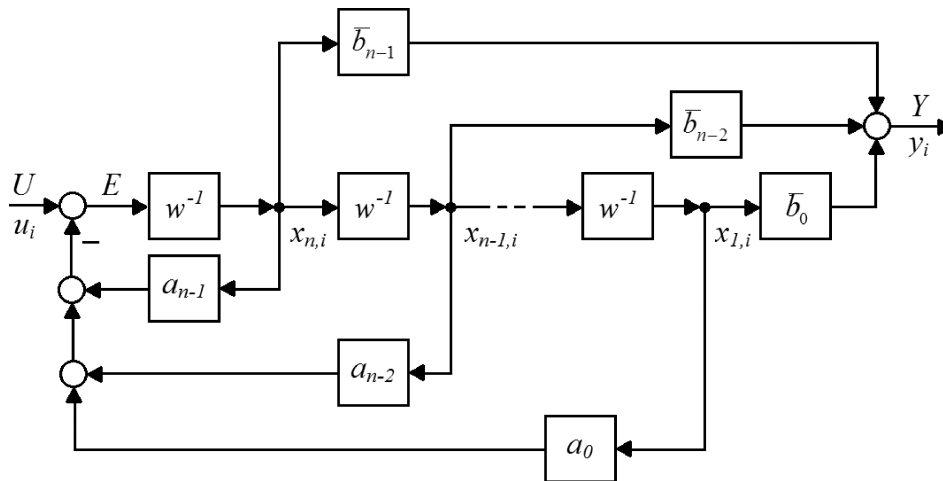 b̅ₙ₋₁
Y
b̅ₙ₋₂
yᵢ
U
E
w⁻¹
w⁻¹
w⁻¹
b̅₀
uᵢ
xₙ,ᵢ
xₙ₋₁,ᵢ
x₁,ᵢ
−
aₙ₋₁
aₙ₋₂
a₀